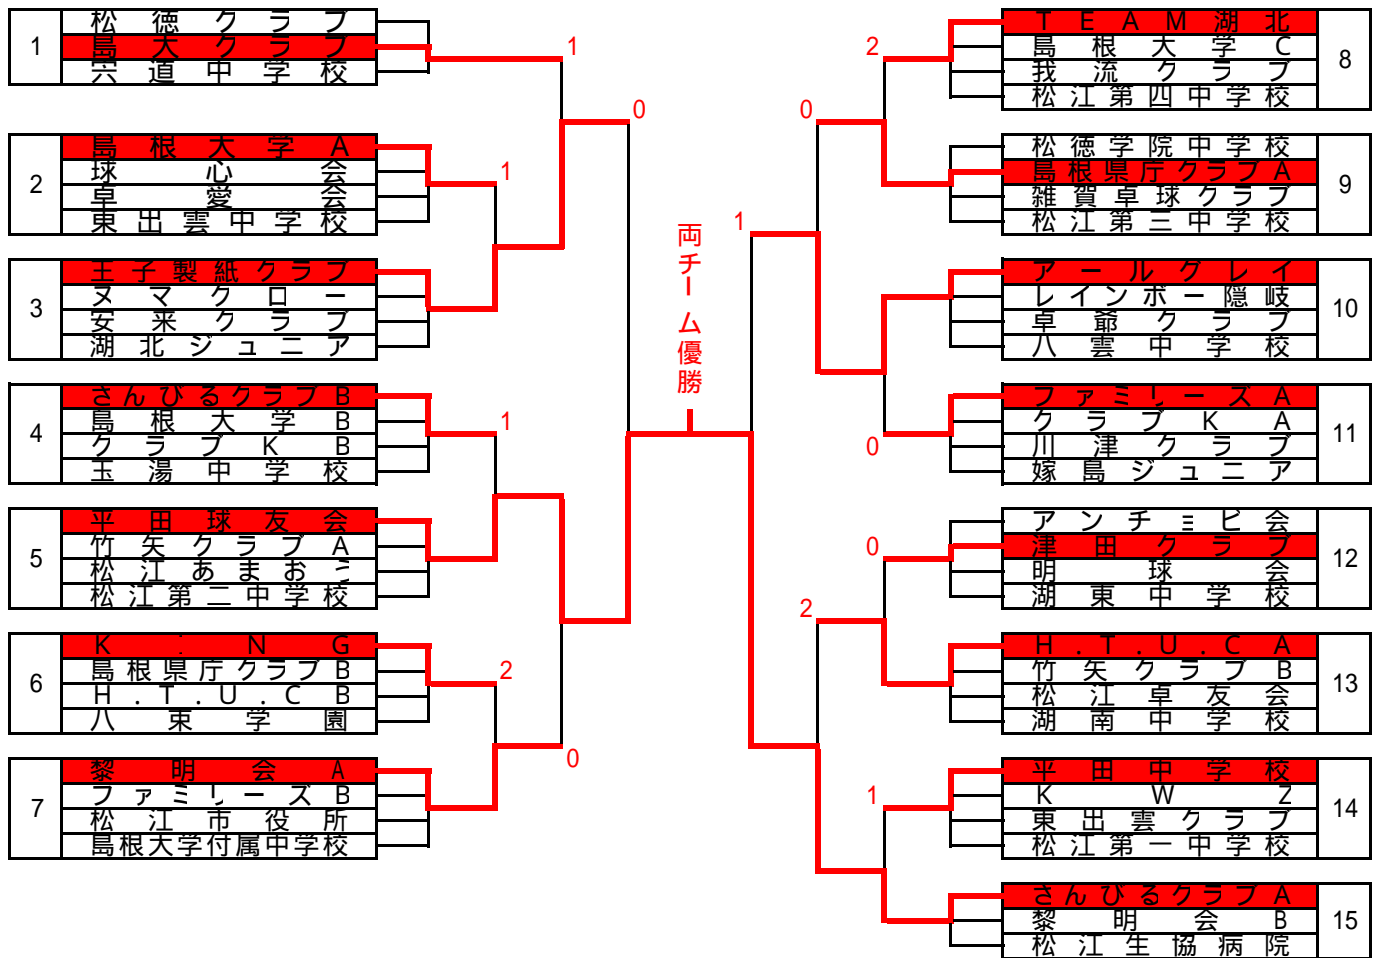 1
松徳クラブ
島大クラブ
宍道中学校
2
島根大学A
球心会
卓愛会
東出雲中学校
3
王子製紙クラブ
ヌマクロー
安来クラブ
湖北ジュニア
4
さんびるクラブB
島根大学B
クラブKB
玉湯中学校
5
平田球友会
竹矢クラブA
松江あまおこ
松江第二中学校
6
K
N
G
島根県庁クラブB
H.T.U.CB
八束学園
7
黎明会A
ファミリーズB
松江市役所
島根大学付属中学校
1
0
1
1
2
0
両チーム優勝
1
2
0
0
0
2
1
TEAM湖北
島根大学C
我流クラブ
松江第四中学校
8
松徳学院中学校
島根県庁クラブA
雑賀卓球クラブ
松江第三中学校
9
アールグレイ
レインボー隠岐
卓爺クラブ
八雲中学校
10
ファミリーズA
クラブKA
川津クラブ
嫁島ジュニア
11
アンチョビ会
津田クラブ
明球会
湖東中学校
12
H.T.U.CA
竹矢クラブB
松江卓友会
湖南中学校
13
平田中学校
KWZ
東出雲クラブ
松江第一中学校
14
さんびるクラブA
黎明会B
松江生協病院
15